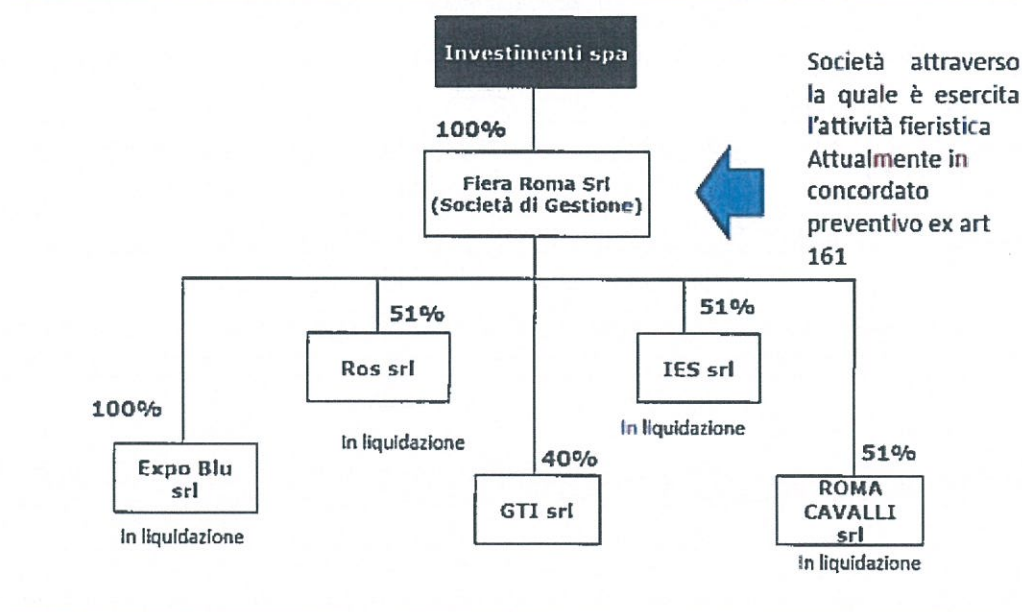 Investimenti spa
Società attraverso
la quale è esercita
l'attività fieristica
Attualmente in
concordato
preventivo ex art
161
100%
Fiera Roma Srl
(Società di Gestione)
51%
Ros srl
In liquidazione
51%
IES srl
In liquidazione
100%
Expo Blu
srl
In liquidazione
40%
GTI srl
51%
ROMA
CAVALLI
srl
In liquidazione